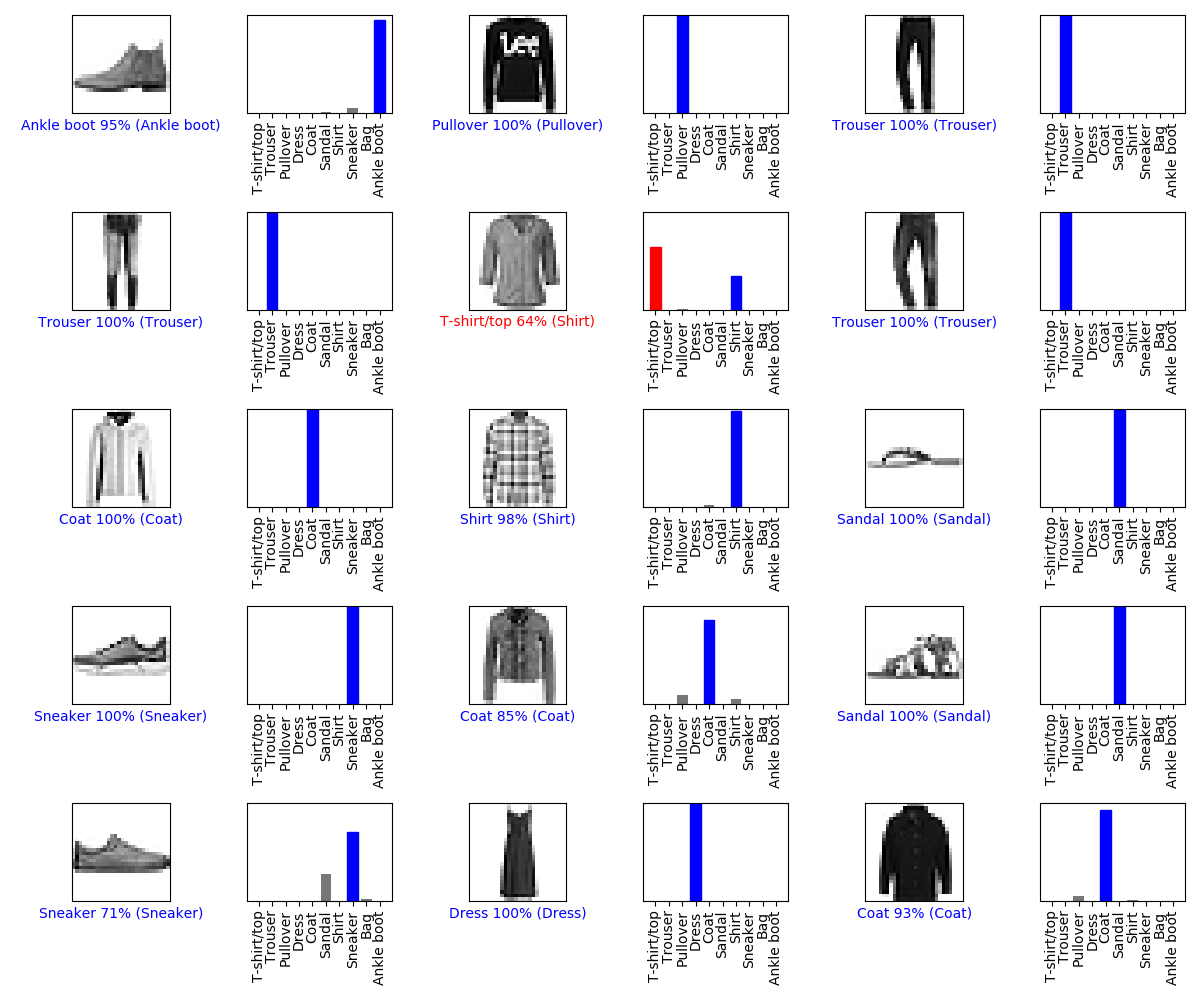 Lee
Ankle boot 95% (Ankle boot)
T-shirt/top
Trouser
Pullover
Dress
Coat
Sandal
Shirt
Sneaker
Bag
Ankle boot
Pullover 100% (Pullover)
T-shirt/top
Trouser
Pullover
Dress
Coat
Sandal
Shirt
Sneaker
Bag
Ankle boot
Trouser 100% (Trouser)
T-shirt/top
Trouser
Pullover
Dress
Coat
Sandal
Shirt
Sneaker
Bag
Ankle boot
Trouser 100% (Trouser)
T-shirt/top
Trouser
Pullover
Dress
Coat
Sandal
Shirt
Sneaker
Bag
Ankle boot
T-shirt/top 64% (Shirt)
T-shirt/top
Trouser
Pullover
Dress
Coat
Sandal
Shirt
Sneaker
Bag
Ankle boot
Trouser 100% (Trouser)
T-shirt/top
Trouser
Pullover
Dress
Coat
Sandal
Shirt
Sneaker
Bag
Ankle boot
Coat 100% (Coat)
T-shirt/top
Trouser
Pullover
Dress
Coat
Sandal
Shirt
Sneaker
Bag
Ankle boot
Shirt 98% (Shirt)
T-shirt/top
Trouser
Pullover
Dress
Coat
Sandal
Shirt
Sneaker
Bag
Ankle boot
Sandal 100% (Sandal)
T-shirt/top
Trouser
Pullover
Dress
Coat
Sandal
Shirt
Sneaker
Bag
Ankle boot
Sneaker 100% (Sneaker)
T-shirt/top
Trouser
Pullover
Dress
Coat
Sandal
Shirt
Sneaker
Bag
Ankle boot
Coat 85% (Coat)
T-shirt/top
Trouser
Pullover
Dress
Coat
Sandal
Shirt
Sneaker
Bag
Ankle boot
Sandal 100% (Sandal)
T-shirt/top
Trouser
Pullover
Dress
Coat
Sandal
Shirt
Sneaker
Bag
Ankle boot
Sneaker 71% (Sneaker)
T-shirt/top
Trouser
Pullover
Dress
Coat
Sandal
Shirt
Sneaker
Bag
Ankle boot
Dress 100% (Dress)
T-shirt/top
Trouser
Pullover
Dress
Coat
Sandal
Shirt
Sneaker
Bag
Ankle boot
Coat 93% (Coat)
T-shirt/top
Trouser
Pullover
Dress
Coat
Sandal
Shirt
Sneaker
Bag
Ankle boot